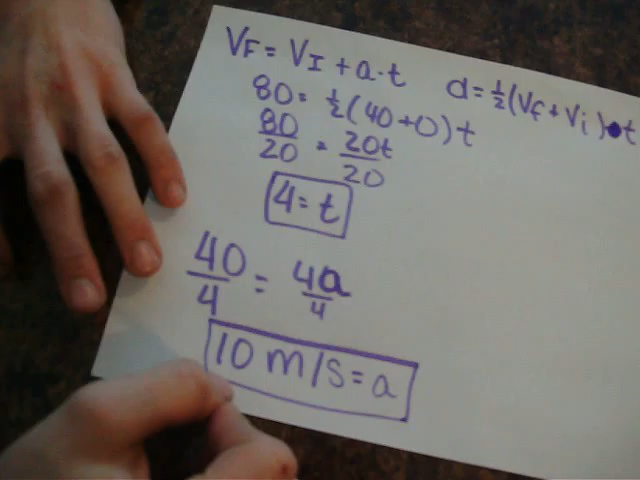 VF = VI + a·t
d = 1/2 (Vf + Vi)·t
80 = 1/2 (40 + 0) t
80/20 = 20t/20
4 = t
40/4 = 4a/4
10 m/s = a